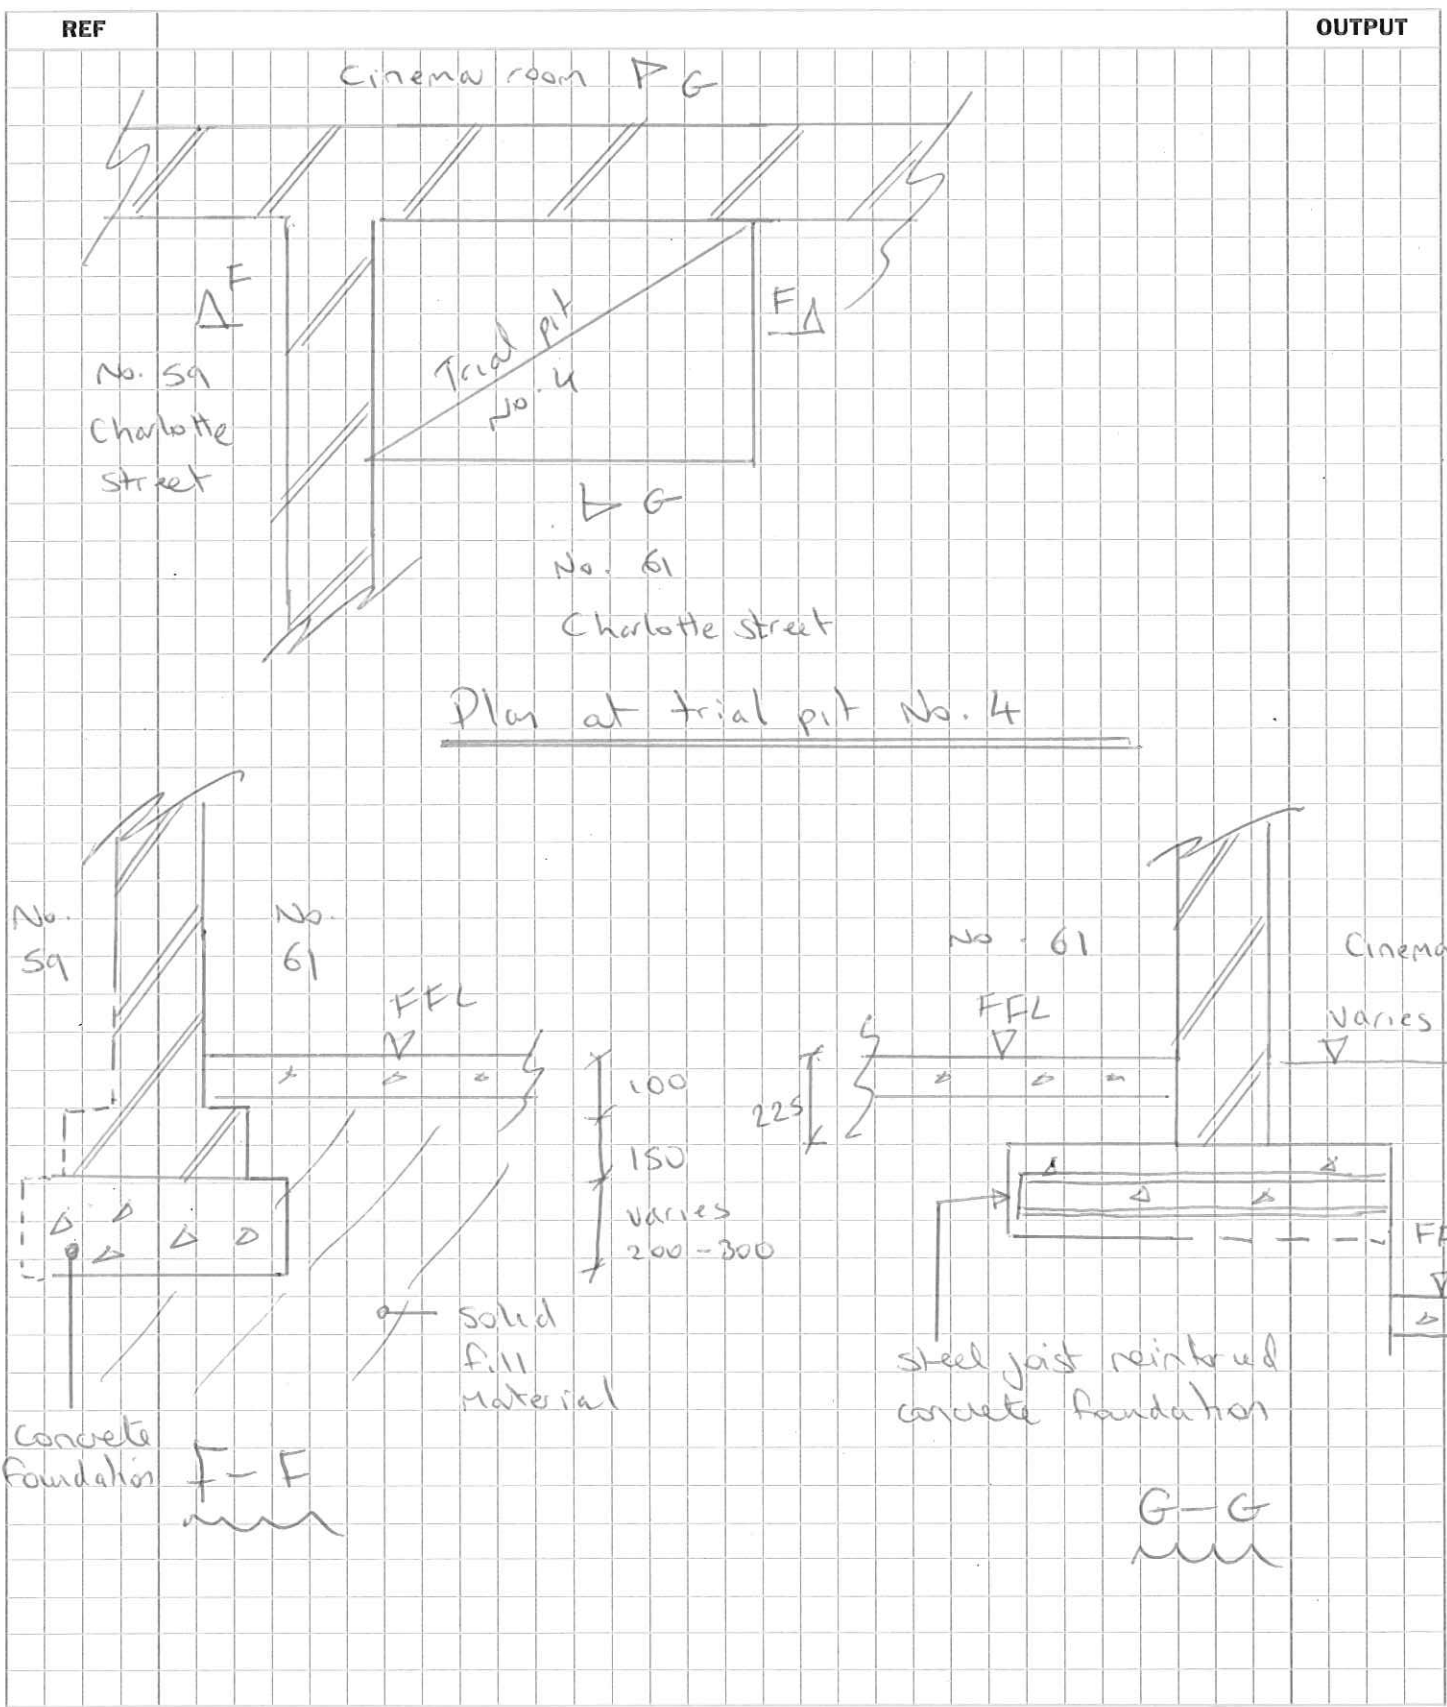 REF
OUTPUT
Cinema room G
F
F
No. 59
Charlotte
street
Trial pit
No. 4
G
No. 61
Charlotte street
Plan at trial pit No. 4
No.
59
No.
61
FFL
100
150
varies
200-300
solid
fill
Material
Concrete
foundation
F-F
No. 61
Cinema
FFL
varies
225
FF
steel joist reinforced
concrete foundation
G-G